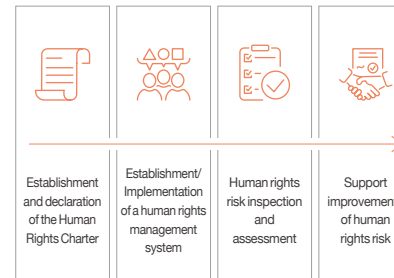 Establishment
and declaration
of the Human
Rights Charter
Establishment/
Implementation
of a human rights
management
system
Human rights
risk inspection
and
assessment
Support
improvement
of human
rights risk